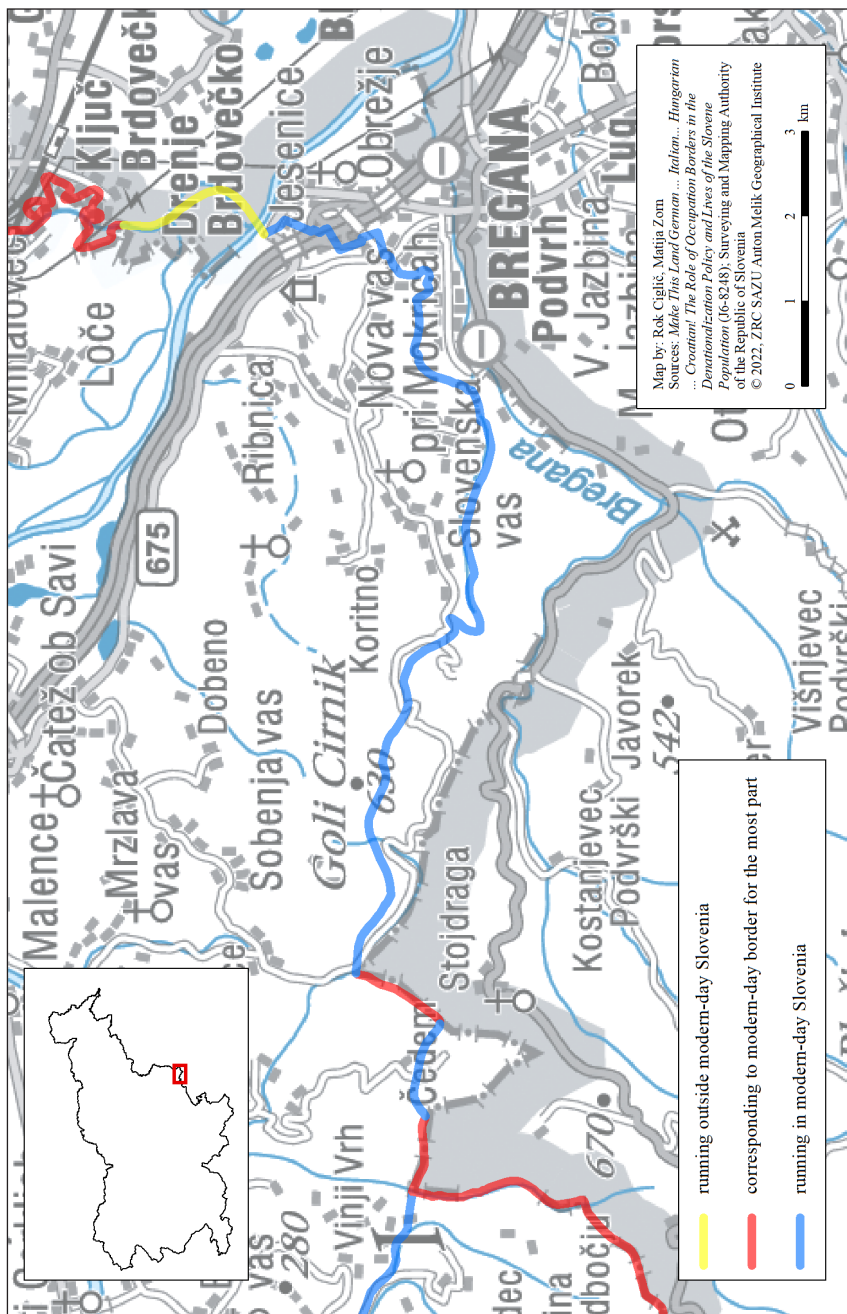 Malence
Čatež ob Savi
Loče
Ključ
Brdovečko
Mrzlava
vas
675
Drenje
Brdovečko
Dobeno
Sobenja vas
Ribnica
Jesenice
280
Vinji Vrh
Goli Cirnik
630
Koritno
Nova vas
pri Mokricah
Obrežje
Čedem
Stojdraga
Slovenska
vas
BREGANA
Podvrh
Bregana
V. Jazbina
Lug
Kostanjevec
Podvrški
Javorek
542
670
Višnjevec
Podvrški
running outside modern-day Slovenia
corresponding to modern-day border for the most part
running in modern-day Slovenia
Map by: Rok Ciglič, Matija Zorn
Sources: Make This Land German ... Italian... Hungarian
... Croatian! The Role of Occupation Borders in the
Denationalization Policy and Lives of the Slovene
Population (J6-8248); Surveying and Mapping Authority
of the Republic of Slovenia
© 2022, ZRC SAZU Anton Melik Geographical Institute
0 1 2 3 km